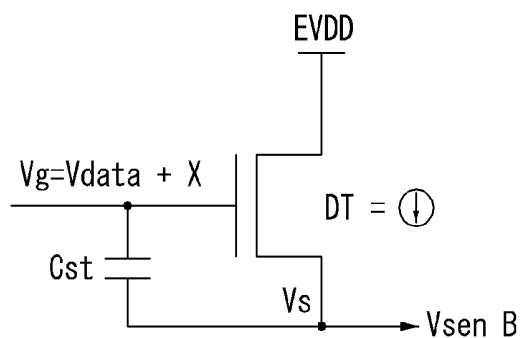 EVDD
Vg=Vdata + X
DT =
Cst
Vs
Vsen B